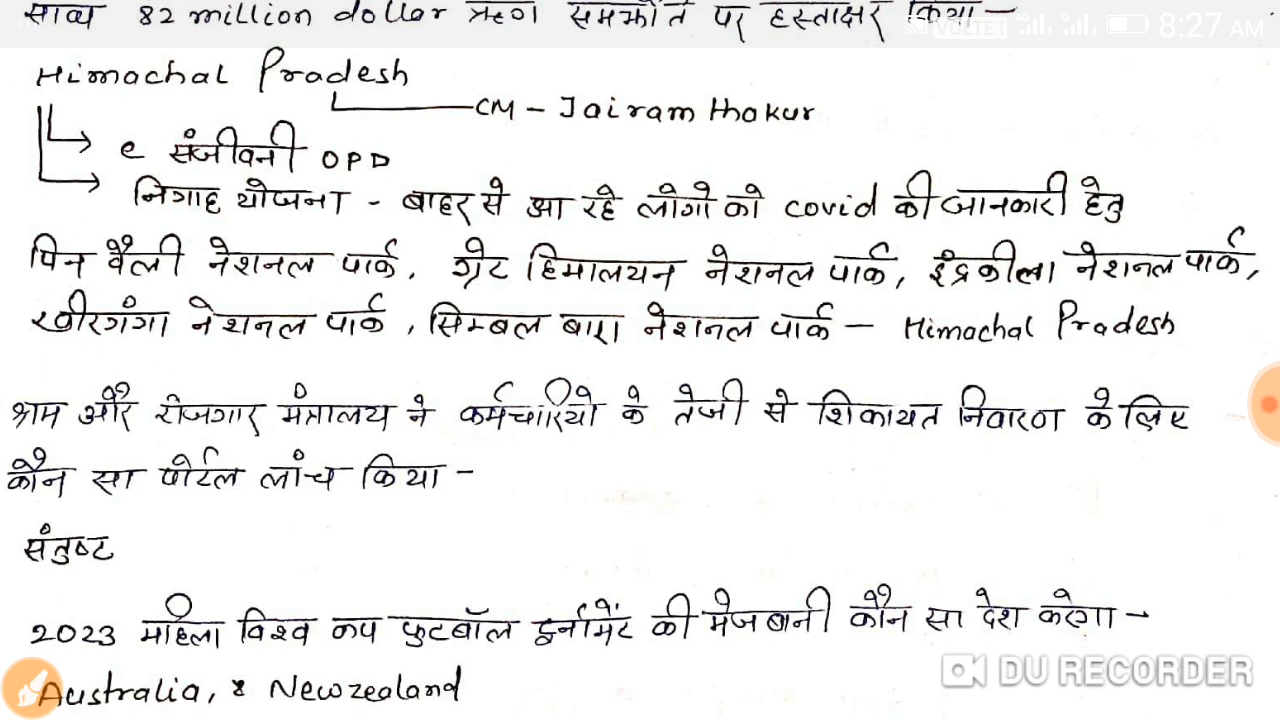 साथ 82 million dollar ऋण समझौते पर हस्ताक्षर किया -
8:27 AM
Himachal Pradesh
CM - Jairam thakur
e संजीवनी OPD
निगाह योजना - बाहर से आ रहे लोगो को covid की जानकारी हेतु
पिन वैली नेशनल पार्क, ग्रेट हिमालयन नेशनल पार्क, इंद्रकीला नेशनल पार्क,
खीरगंगा नेशनल पार्क, सिम्बल बारा नेशनल पार्क - Himachal Pradesh
श्रम और रोजगार मंत्रालय ने कर्मचारियो के तेजी से शिकायत निवारण के लिए
कौन सा पोर्टल लांच किया -
संतुष्ट
2023 महिला विश्व कप फुटबॉल टूर्नामेंट की मेजबानी कौन सा देश करेगा -
DU RECORDER
Australia, & Newzealand